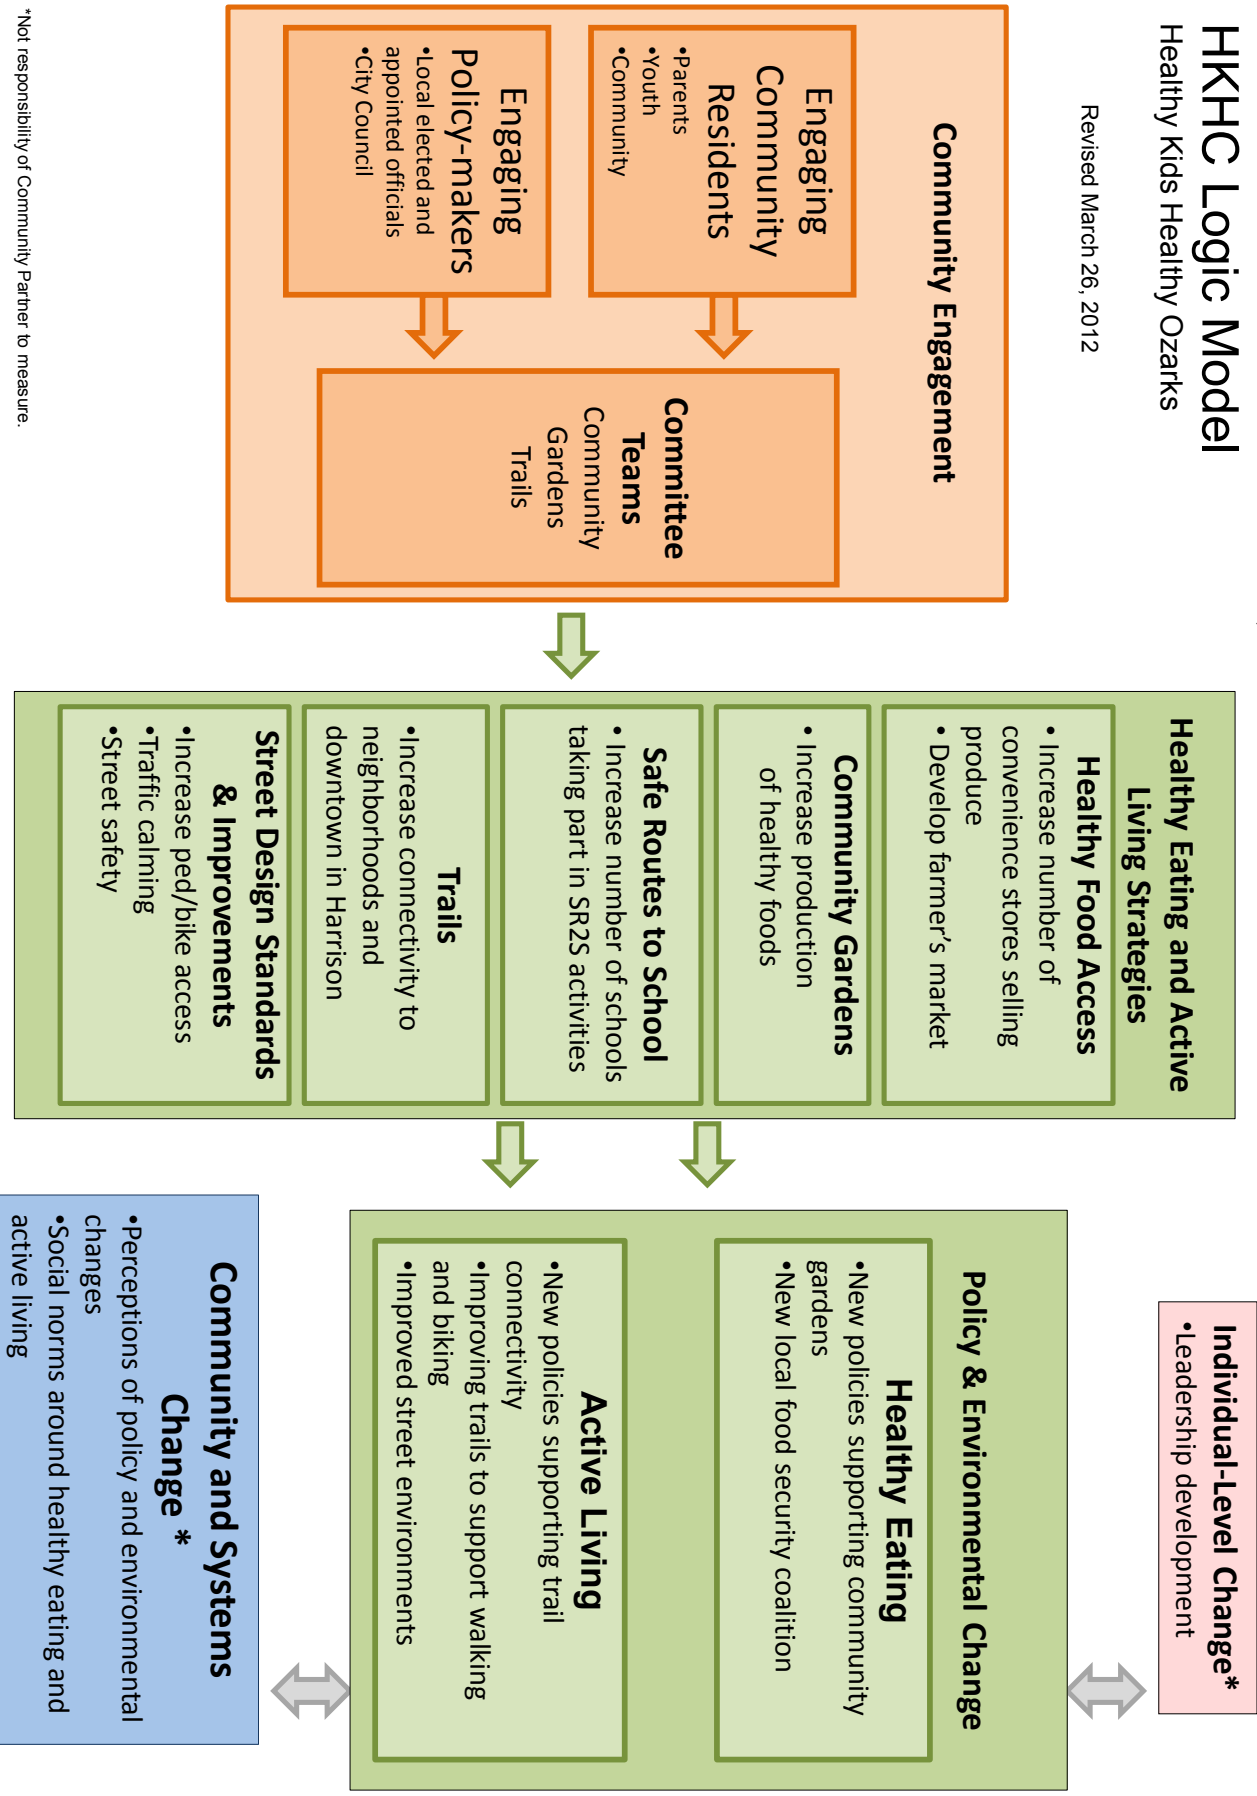 HKHC Logic Model
Healthy Kids Healthy Ozarks
Revised March 26, 2012
Community Engagement
Engaging
Community
Residents
•Parents
•Youth
•Community
Engaging
Policy-makers
•Local elected and
appointed officials
•City Council
Committee
Teams
Community
Gardens
Trails
Healthy Eating and Active
Living Strategies
Healthy Food Access
• Increase number of
convenience stores selling
produce
• Develop farmer’s market
Community Gardens
• Increase production
of healthy foods
Safe Routes to School
• Increase number of schools
taking part in SR2S activities
Trails
•Increase connectivity to
neighborhoods and
downtown in Harrison
Street Design Standards
& Improvements
•Increase ped/bike access
•Traffic calming
•Street safety
Individual-Level Change*
•Leadership development
Policy & Environmental Change
Healthy Eating
•New policies supporting community
gardens
•New local food security coalition
Active Living
•New policies supporting trail
connectivity
•Improving trails to support walking
and biking
•Improved street environments
Community and Systems
Change *
•Perceptions of policy and environmental
changes
•Social norms around healthy eating and
active living
*Not responsibility of Community Partner to measure.